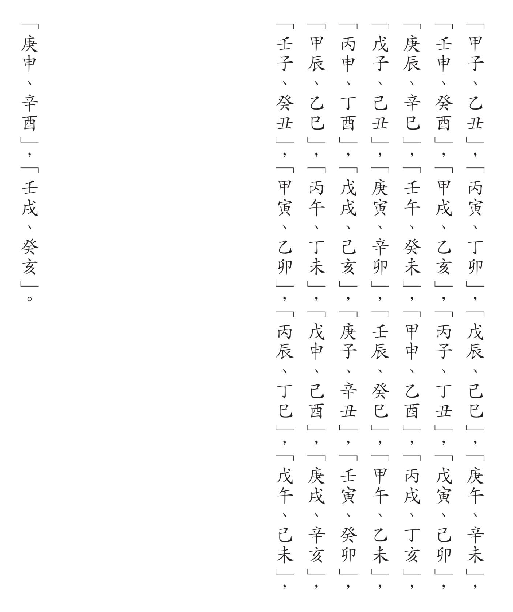 「甲子、乙丑」，「丙寅、丁卯」，「戊辰、己巳」，「庚午、辛未」，
「壬申、癸酉」，「甲戌、乙亥」，「丙子、丁丑」，「戊寅、己卯」，
「庚辰、辛巳」，「壬午、癸未」，「甲申、乙酉」，「丙戌、丁亥」，
「戊子、己丑」，「庚寅、辛卯」，「壬辰、癸巳」，「甲午、乙未」，
「丙申、丁酉」，「戊戌、己亥」，「庚子、辛丑」，「壬寅、癸卯」，
「甲辰、乙巳」，「丙午、丁未」，「戊申、己酉」，「庚戌、辛亥」，
「壬子、癸丑」，「甲寅、乙卯」，「丙辰、丁巳」，「戊午、己未」，
「庚申、辛酉」，「壬戌、癸亥」。